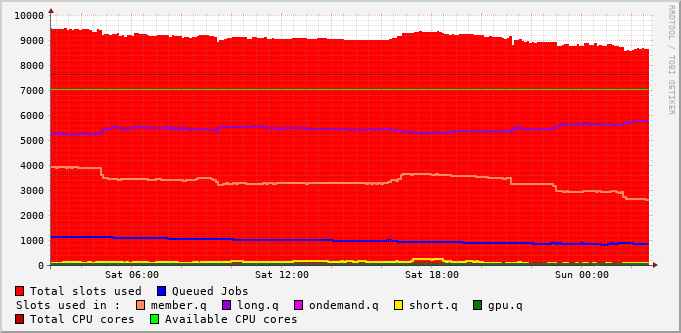 10000
9000
8000
7000
6000
5000
4000
3000
2000
1000
0
Sat 06:00 Sat 12:00 Sat 18:00 Sun 00:00
RRDTOOL / TOBI OETIKER
Total slots used Queued Jobs
Slots used in : member.q long.q ondemand.q short.q gpu.q
Total CPU cores Available CPU cores